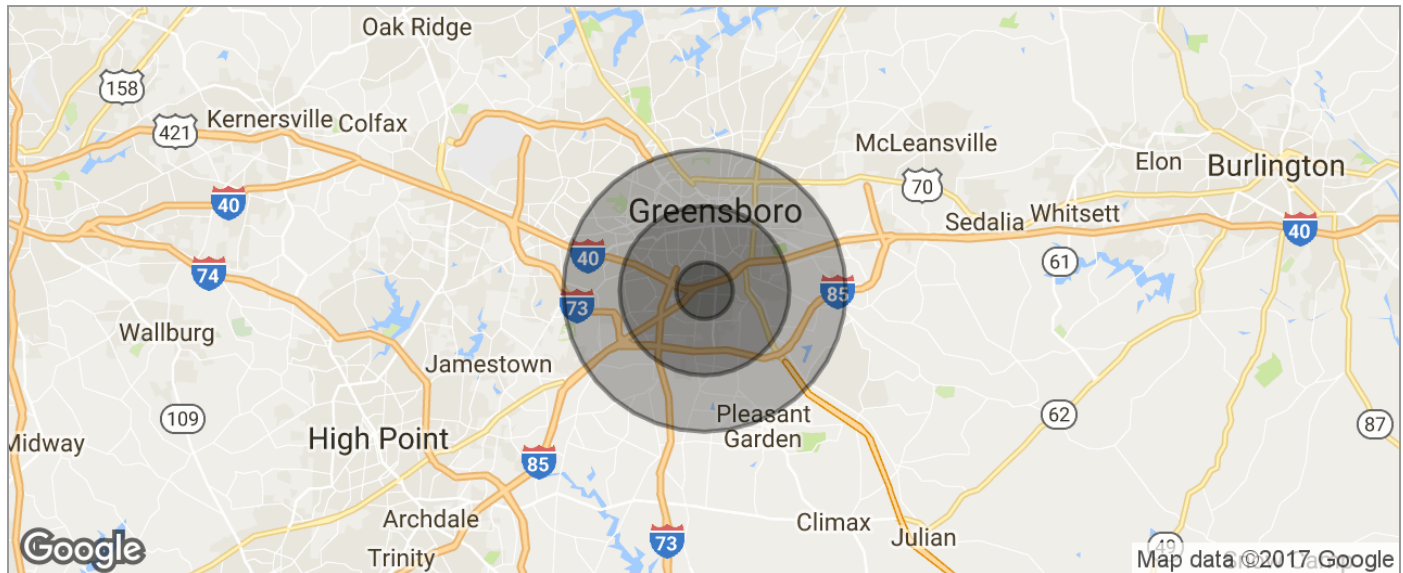 Oak Ridge
158
Kernersville
Colfax
421
McLeansville
Elon
Burlington
70
40
Greensboro
Sedalia
Whitsett
40
40
74
61
73
85
Wallburg
Jamestown
109
Pleasant
Garden
62
87
Midway
High Point
85
Archdale
Climax
Julian
Trinity
73
49
Google
Map data ©2017 Google